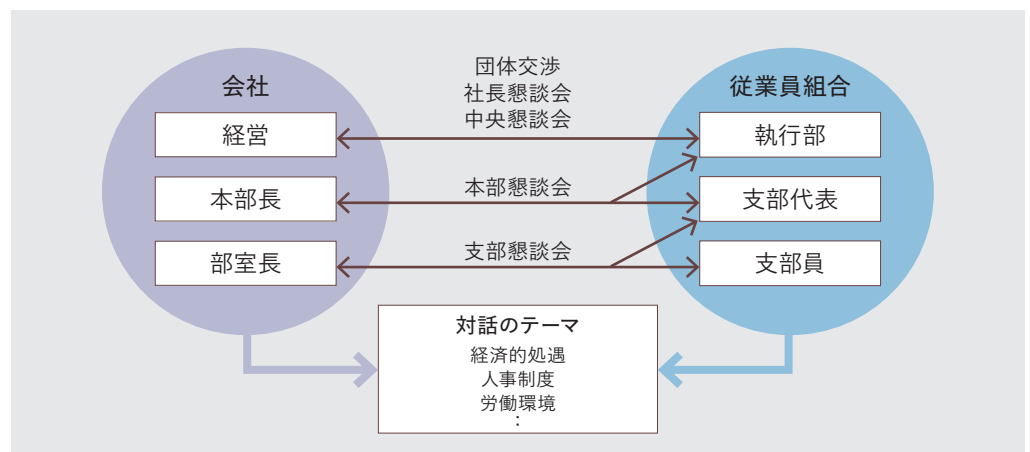 団体交渉
社長懇談会
中央懇談会
会社
従業員組合
経営
執行部
本部懇談会
本部長
支部代表
支部懇談会
部室長
支部員
対話のテーマ
経済的処遇
人事制度
労働環境
：